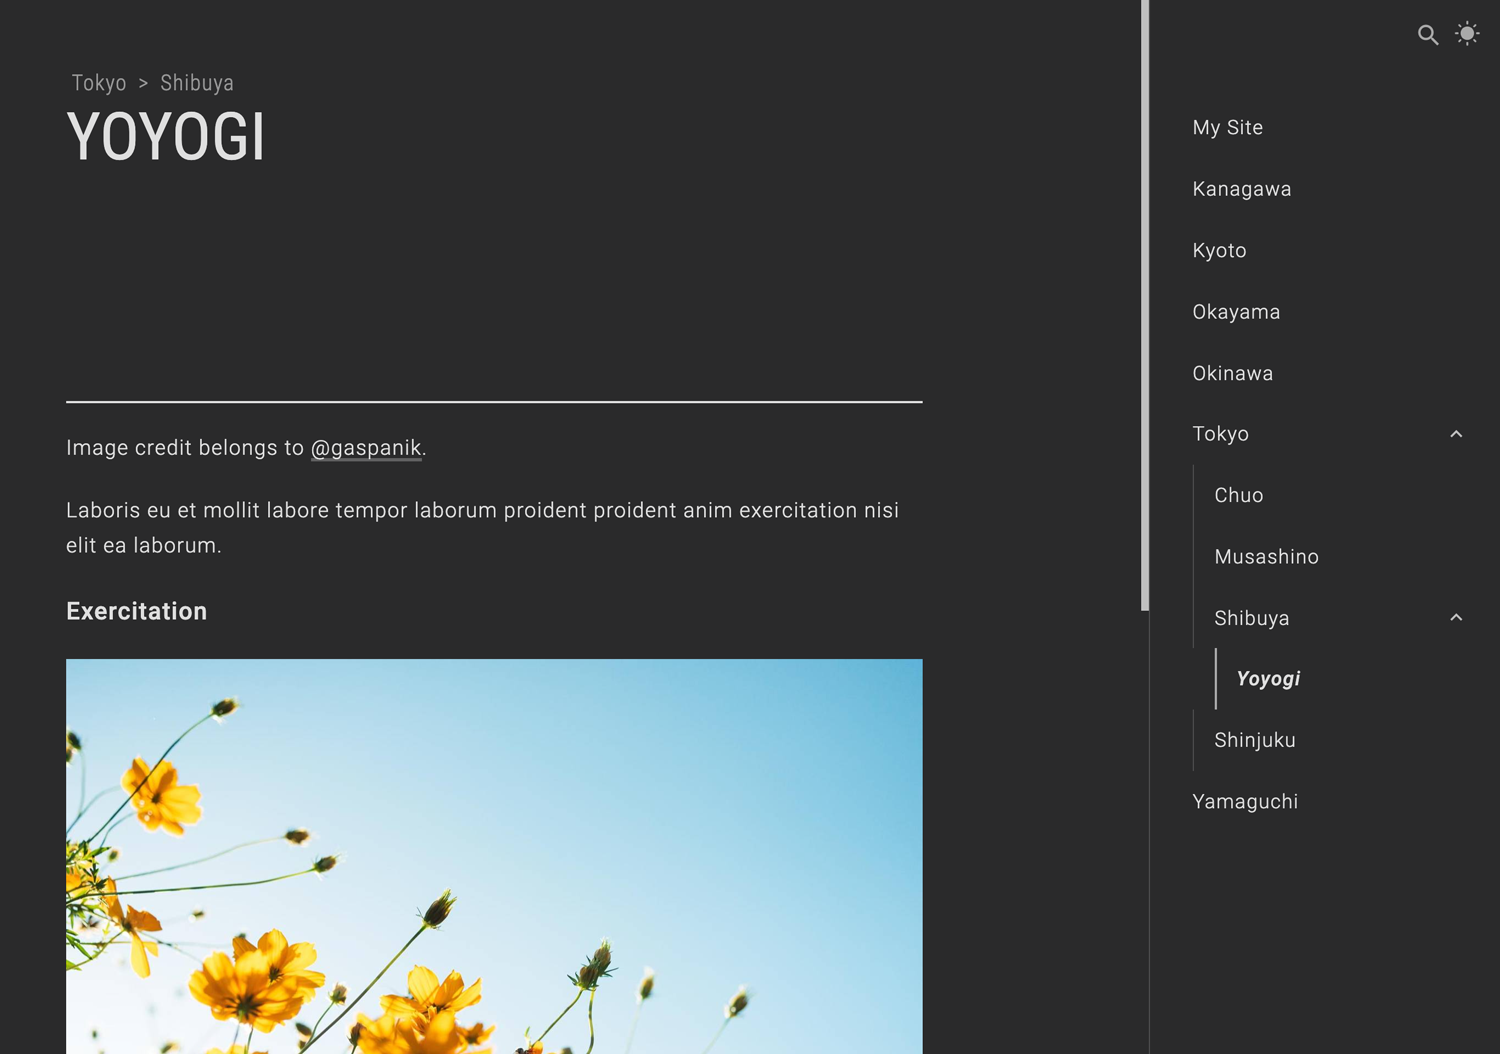 Tokyo > Shibuya
YOYOGI
Image credit belongs to @gaspanik.
Laboris eu et mollit labore tempor laborum proident proident anim exercitation nisi
elit ea laborum.
Exercitation
My Site
Kanagawa
Kyoto
Okayama
Okinawa
Tokyo
Chuo
Musashino
Shibuya
Yoyogi
Shinjuku
Yamaguchi